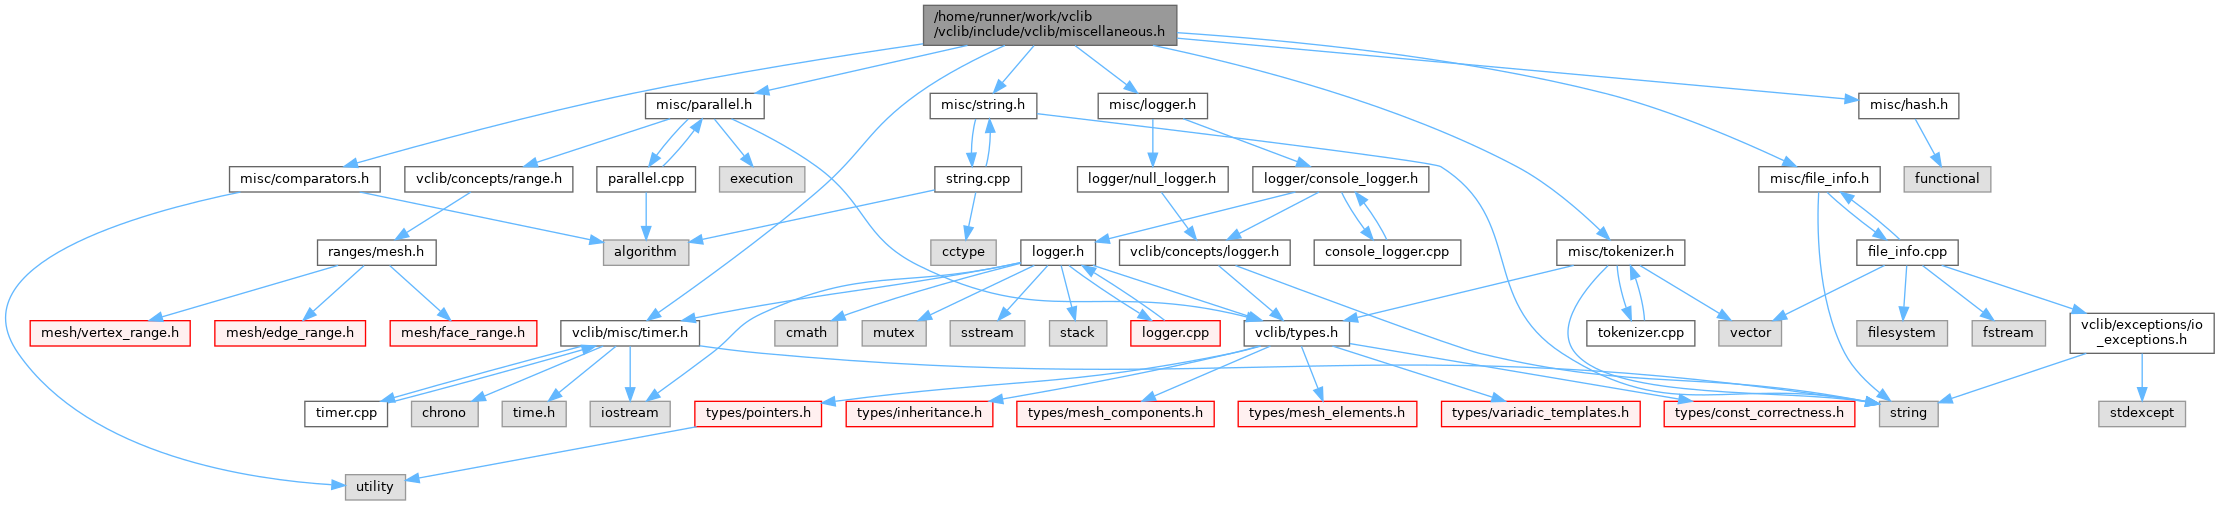 /home/runner/work/vclib
/vclib/include/vclib/miscellaneous.h
misc/parallel.h
misc/string.h
misc/logger.h
misc/hash.h
misc/comparators.h
vclib/concepts/range.h
parallel.cpp
execution
string.cpp
logger/null_logger.h
logger/console_logger.h
misc/file_info.h
functional
ranges/mesh.h
algorithm
cctype
logger.h
vclib/concepts/logger.h
console_logger.cpp
misc/tokenizer.h
file_info.cpp
mesh/vertex_range.h
mesh/edge_range.h
mesh/face_range.h
vclib/misc/timer.h
cmath
mutex
sstream
stack
logger.cpp
vclib/types.h
tokenizer.cpp
vector
filesystem
fstream
vclib/exceptions/io
_exceptions.h
timer.cpp
chrono
time.h
iostream
types/pointers.h
types/inheritance.h
types/mesh_components.h
types/mesh_elements.h
types/variadic_templates.h
types/const_correctness.h
string
stdexcept
utility